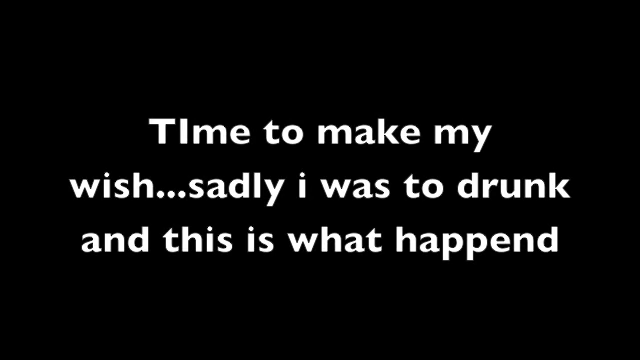 TIme to make my
wish...sadly i was to drunk
and this is what happend